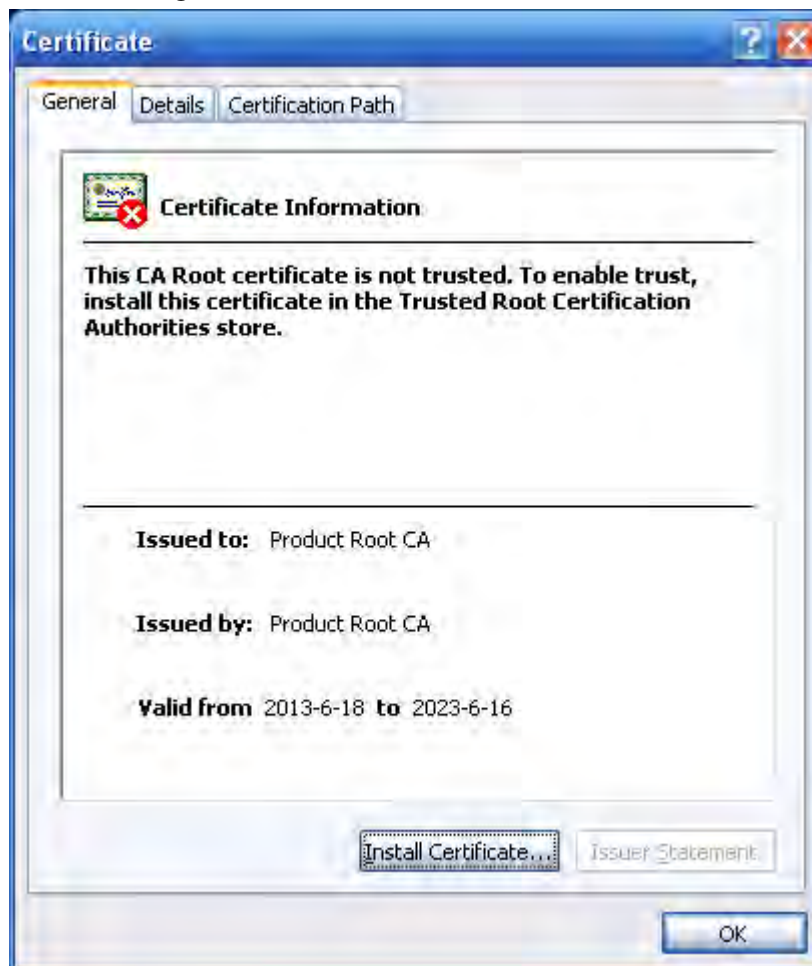 Certificate
General Details Certification Path
Certificate Information
This CA Root certificate is not trusted. To enable trust,
install this certificate in the Trusted Root Certification
Authorities store.
Issued to: Product Root CA
Issued by: Product Root CA
Valid from 2013-6-18 to 2023-6-16
Install Certificate... Issuer Statement
OK